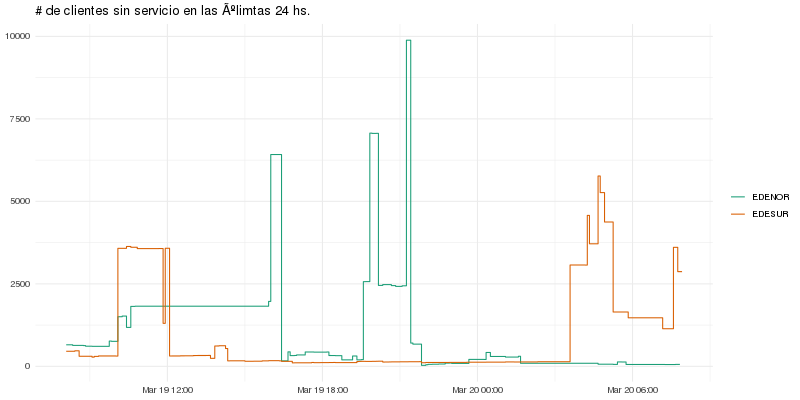 # de clientes sin servicio en las Ãºlimtas 24 hs.
10000
7500
5000
2500
0
Mar 19 12:00
Mar 19 18:00
Mar 20 00:00
Mar 20 06:00
EDENOR
EDESUR